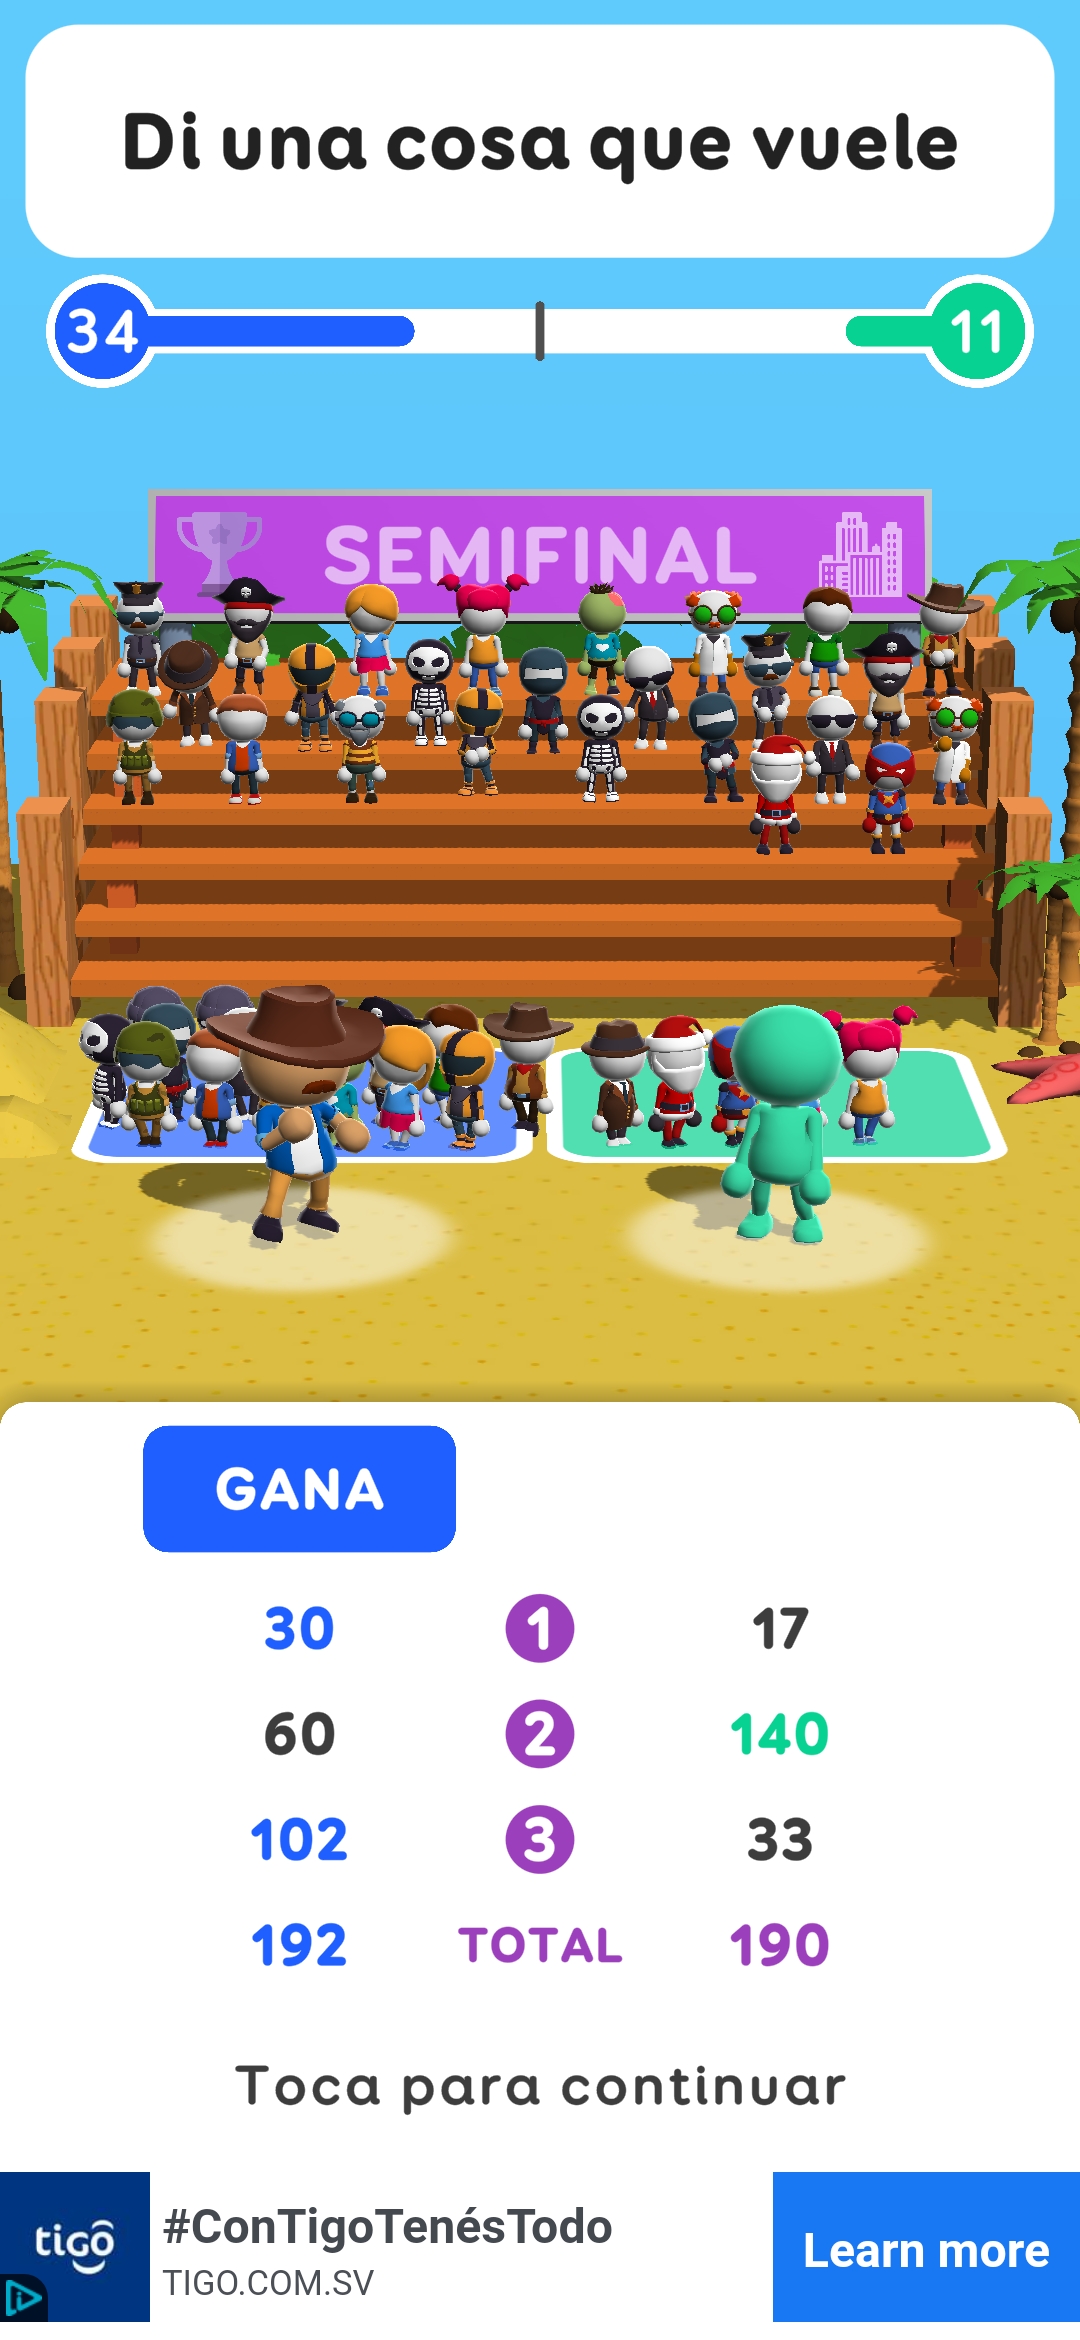 Di una cosa que vuele
34
11
SEMIFINAL
GANA
30 1 17
60 2 140
102 3 33
192 TOTAL 190
Toca para continuar
tigo
#ConTigoTenésTodo
TIGO.COM.SV
Learn more